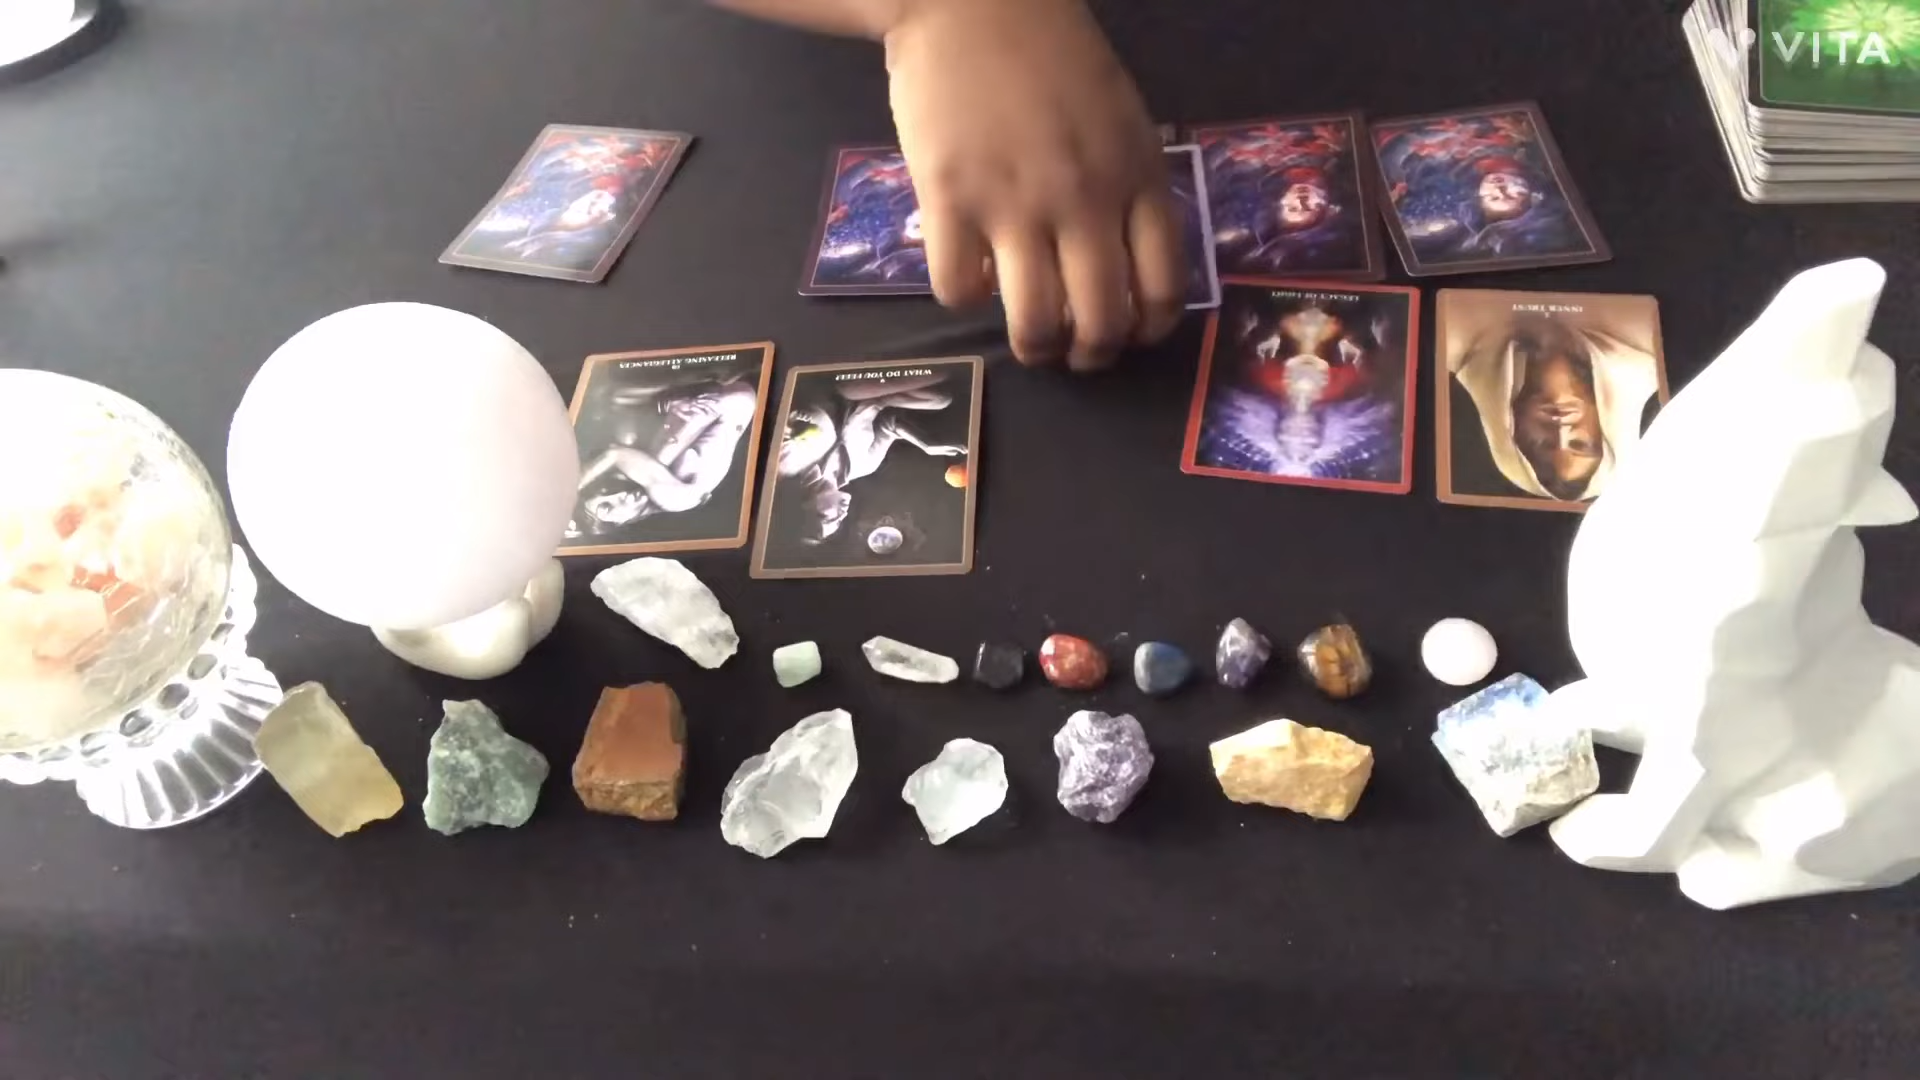 VITA
LEGACY OF LIGHT
INNER TRUST
RELEASING ALLEGIANCES
WHAT DO YOU FEEL?